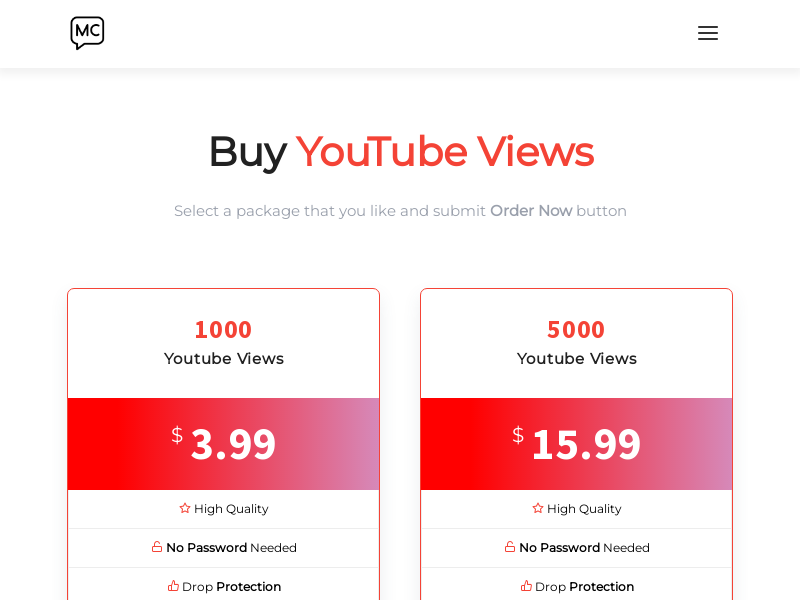 MC
Buy YouTube Views
Select a package that you like and submit Order Now button
1000
Youtube Views
$ 3.99
High Quality
No Password Needed
Drop Protection
5000
Youtube Views
$ 15.99
High Quality
No Password Needed
Drop Protection